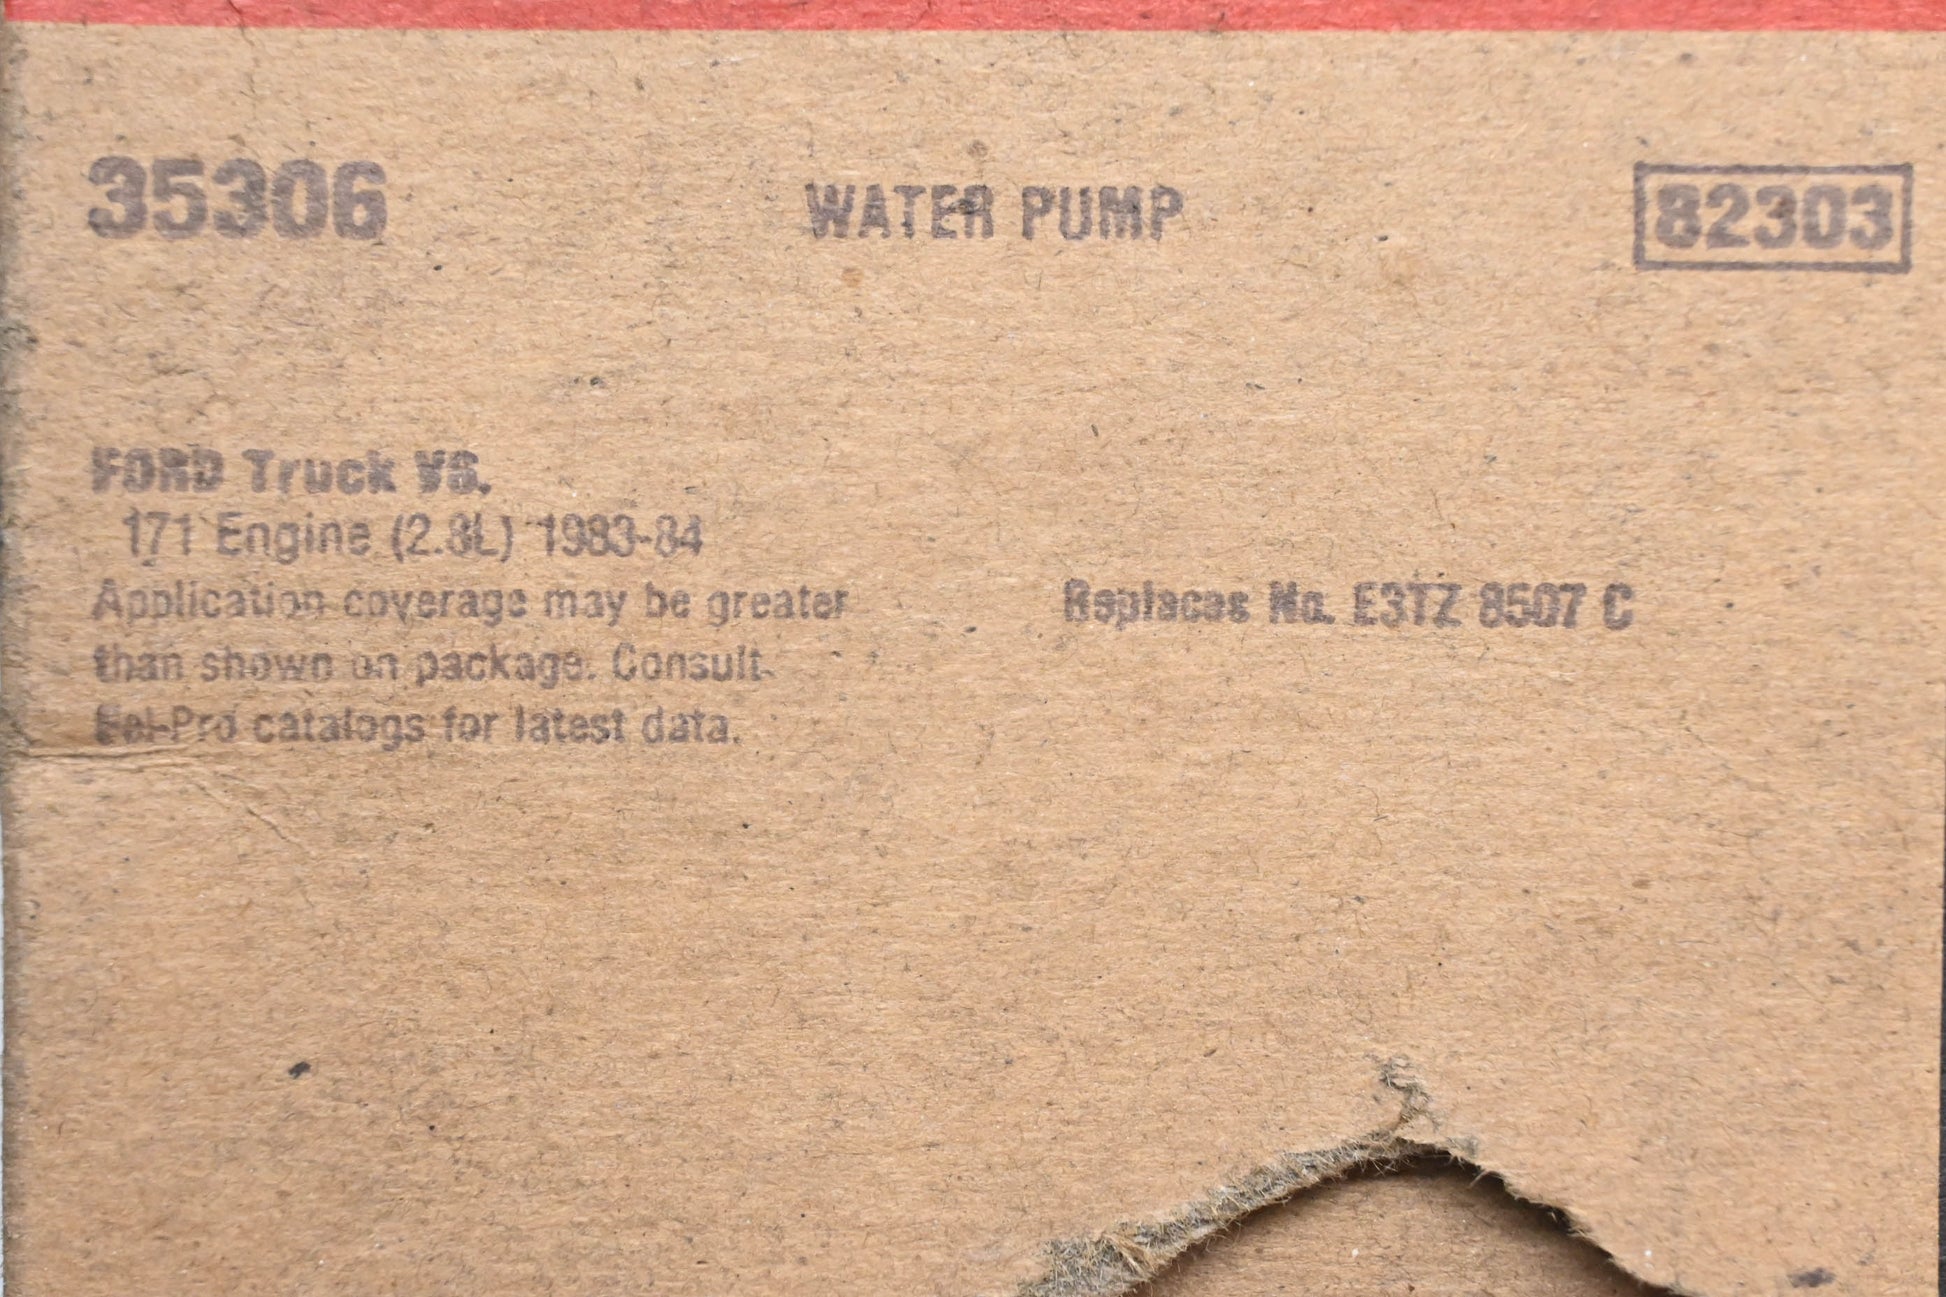 35306 WATER PUMP 82303
FORD Truck V6.
171 Engine (2.8L) 1983-84
Application coverage may be greater
than shown on package. Consult
Fel-Pro catalogs for latest data.
Replaces No. E3TZ 8507 C